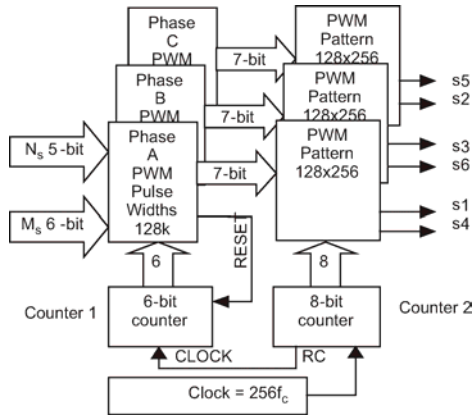 Phase
C
PWM
7-bit
PWM
Pattern
128x256
Phase
B
PWM
7-bit
PWM
Pattern
128x256
s5
s2
Phase
A
PWM
Pulse
Widths
128k
7-bit
PWM
Pattern
128x256
s3
s6
s1
s4
Ns 5-bit
Ms 6-bit
6
RESET
8
Counter 1
6-bit
counter
8-bit
counter
Counter 2
CLOCK
RC
Clock = 256fc